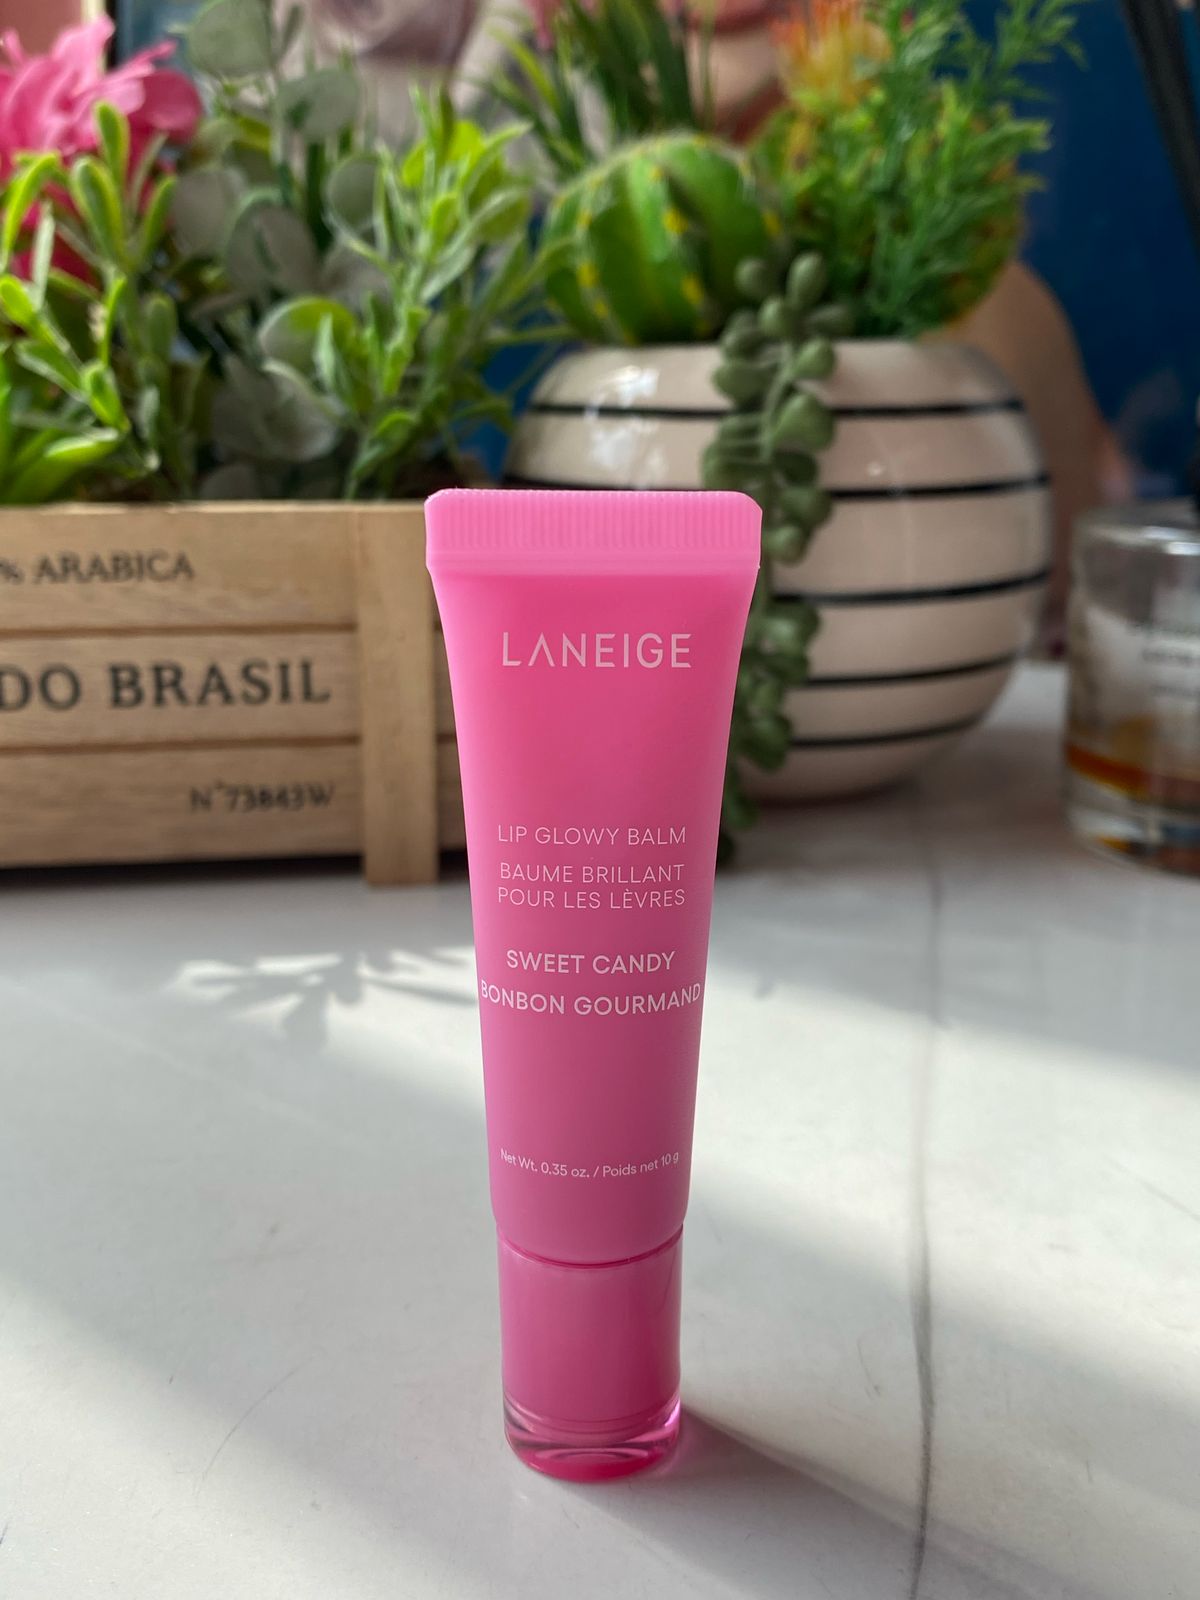 % ARABICA
DO BRASIL
N°73843W
LANEIGE
LIP GLOWY BALM
BAUME BRILLANT
POUR LES LÈVRES
SWEET CANDY
BONBON GOURMAND
Net Wt. 0.35 oz. / Poids net 10 g